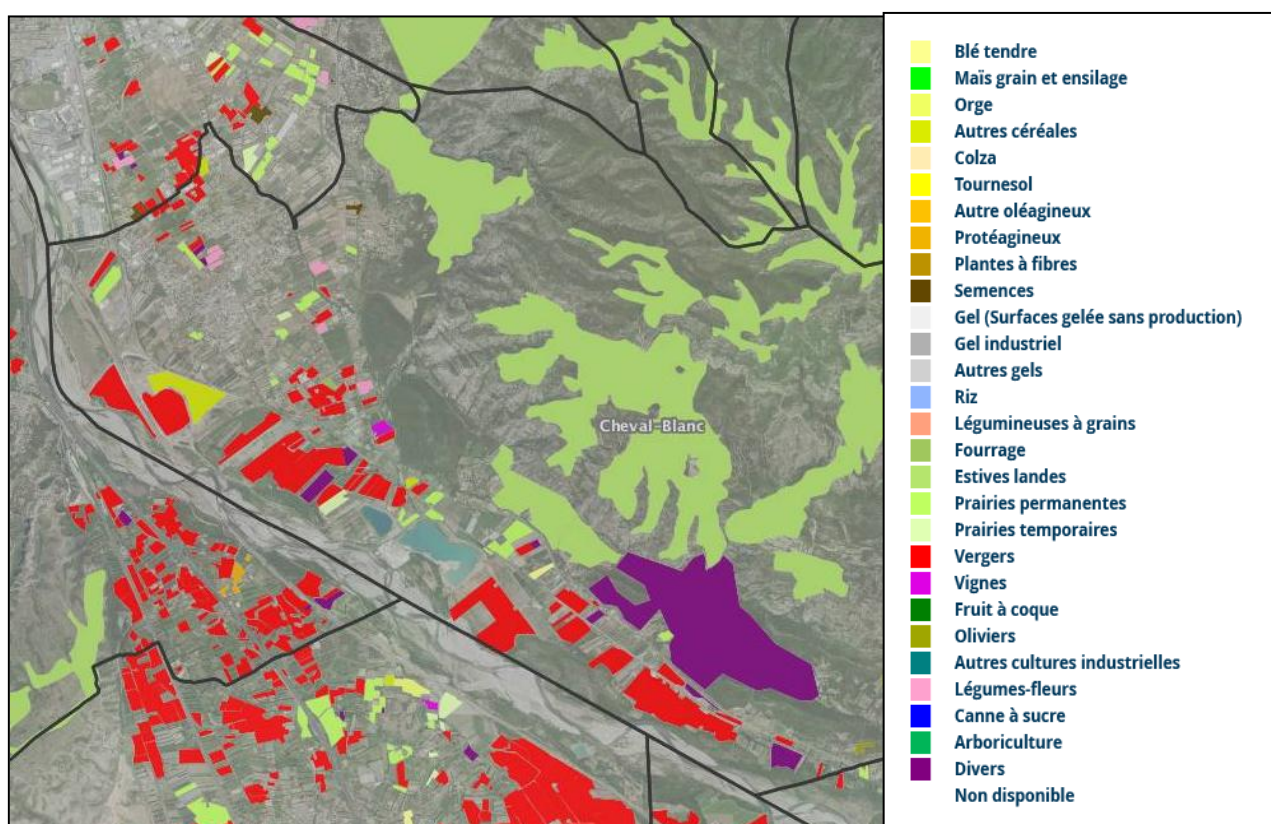 Cheval-Blanc
Blé tendre
Maïs grain et ensilage
Orge
Autres céréales
Colza
Tournesol
Autre oléagineux
Protéagineux
Plantes à fibres
Semences
Gel (Surfaces gelée sans production)
Gel industriel
Autres gels
Riz
Légumineuses à grains
Fourrage
Estives landes
Prairies permanentes
Prairies temporaires
Vergers
Vignes
Fruit à coque
Oliviers
Autres cultures industrielles
Légumes-fleurs
Canne à sucre
Arboriculture
Divers
Non disponible